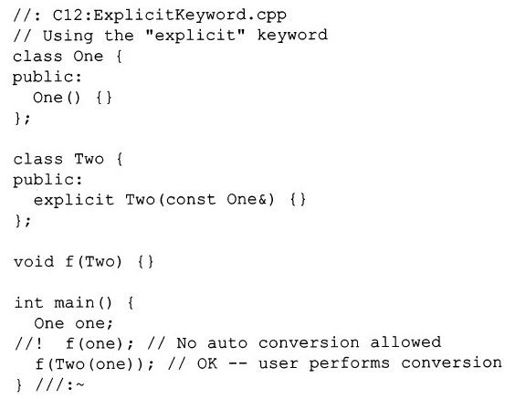 //: C12:ExplicitKeyword.cpp
// Using the "explicit" keyword
class One {
public:
  One() {}
};

class Two {
public:
  explicit Two(const One&) {}
};

void f(Two) {}

int main() {
  One one;
//!  f(one); // No auto conversion allowed
  f(Two(one)); // OK -- user performs conversion
} ///:~